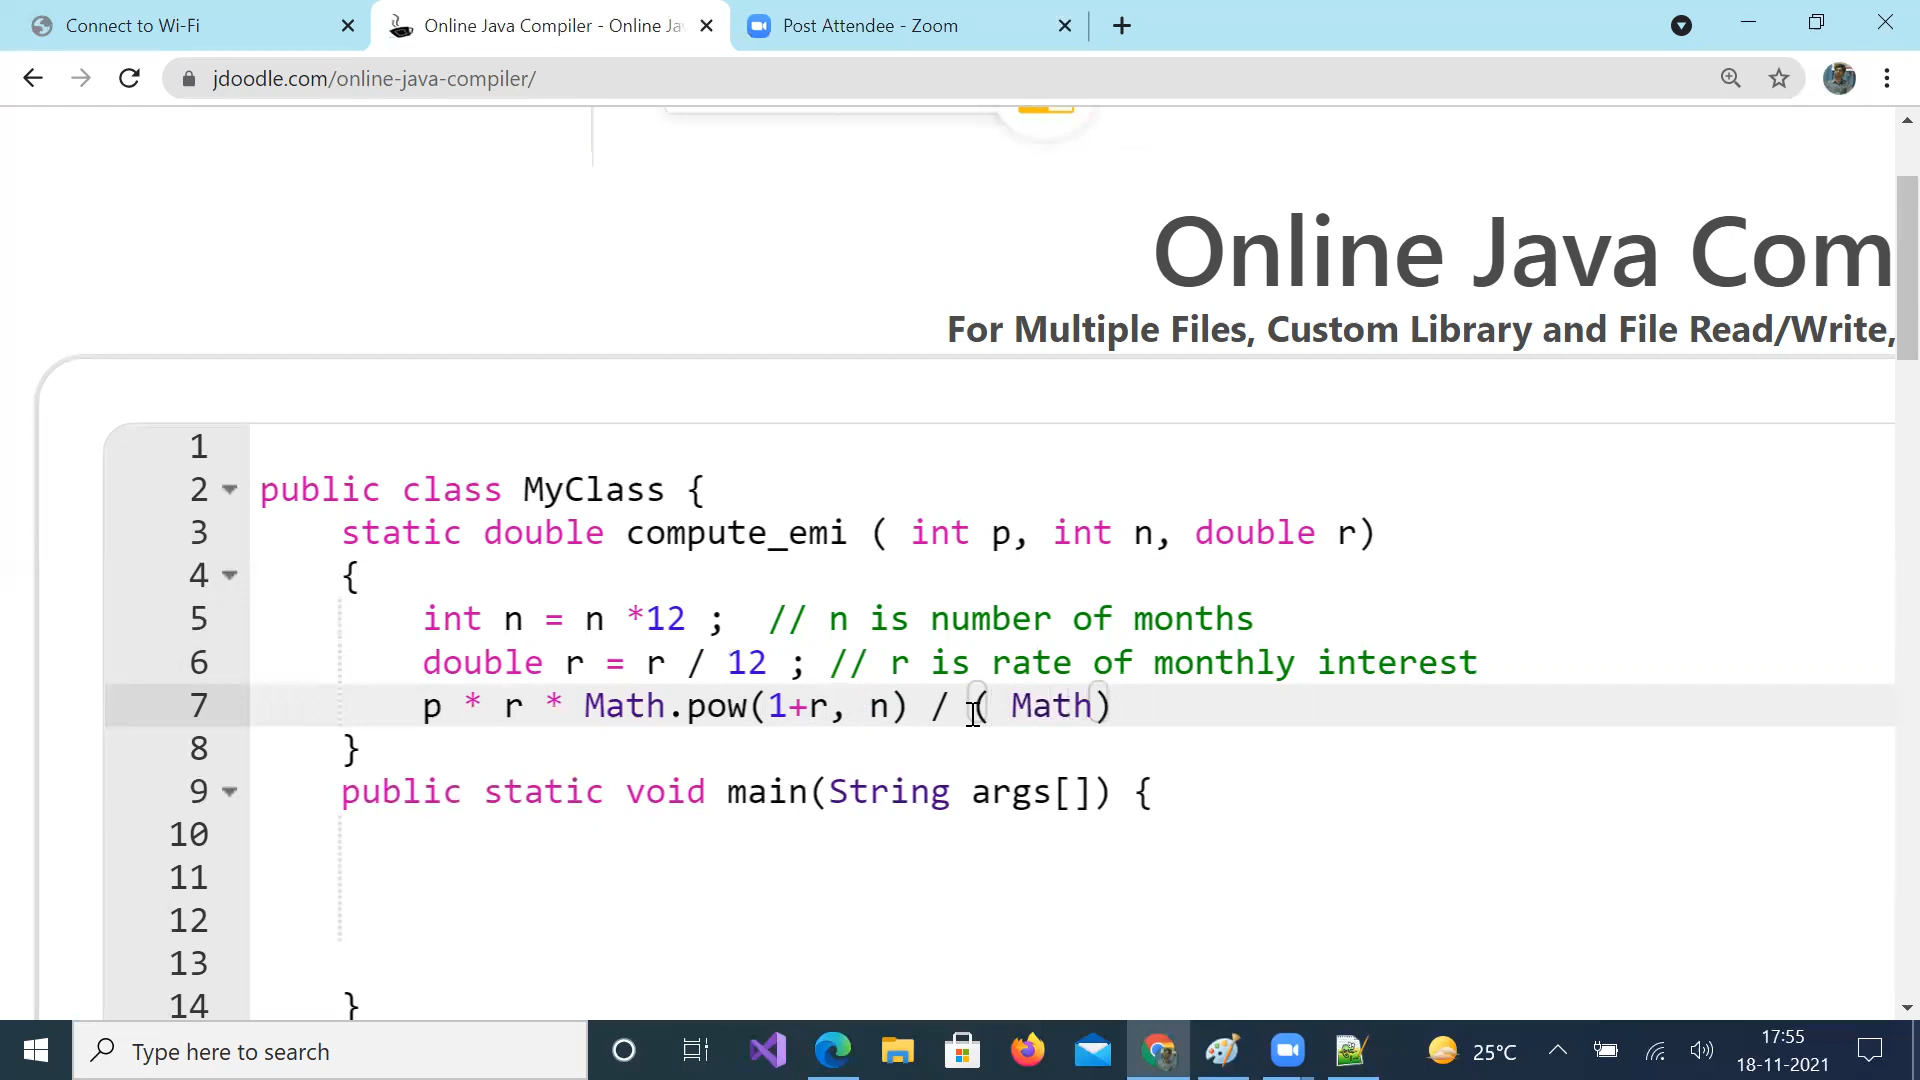 Connect to Wi-Fi
Online Java Compiler - Online Ja
Post Attendee - Zoom
jdoodle.com/online-java-compiler/
Online Java Com
For Multiple Files, Custom Library and File Read/Write,
1
2 public class MyClass {
3 static double compute_emi ( int p, int n, double r)
4 {
5 int n = n *12 ; // n is number of months
6 double r = r / 12 ; // r is rate of monthly interest
7 p * r * Math.pow(1+r, n) / ( Math)
8 }
9 public static void main(String args[]) {
10
11
12
13
14 }
Type here to search
25°C
17:55
18-11-2021